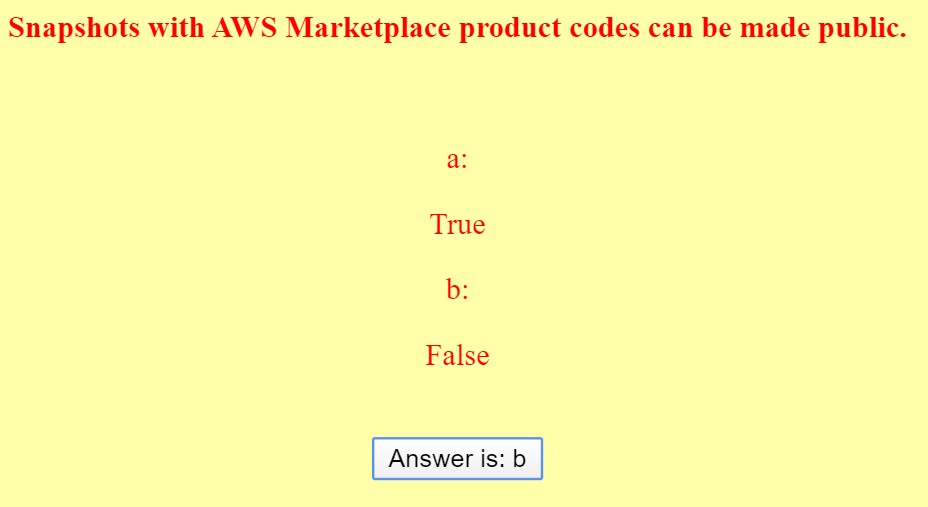 Snapshots with AWS Marketplace product codes can be made public.
a:
True
b:
False
Answer is: b